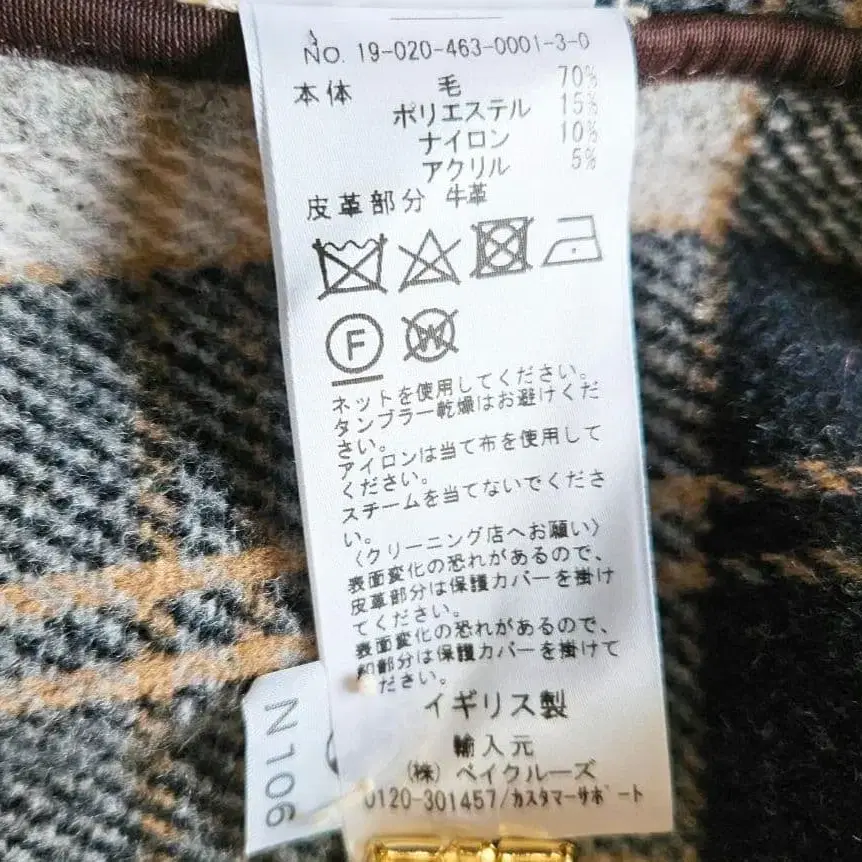 NO. 19-020-463-0001-3-0
本体 毛 70%
ポリエステル 15%
ナイロン 10%
アクリル 5%
皮革部分 牛革
F W
ネットを使用してください。
タンブラー乾燥はお避けくだ
さい。
アイロンは当て布を使用して
ください。
スチームを当てないでくださ
い。
〈クリーニング店へお願い〉
表面変化の恐れがあるので、
皮革部分は保護カバーを掛け
てください。
表面変化の恐れがあるので、
釦部分は保護カバーを掛けて
ください。
イギリス製
輸入元
(株) ベイクルーズ
0120-301457/カスタマーサポート
N106